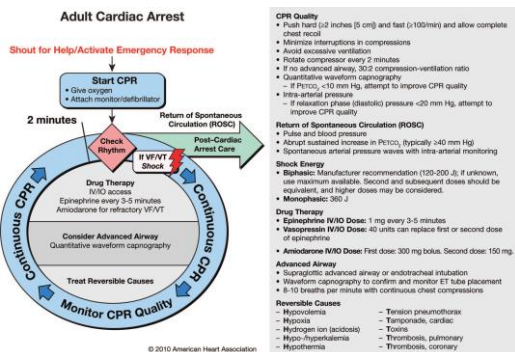 Adult Cardiac Arrest
Shout for Help/Activate Emergency Response
Start CPR
• Give oxygen
• Attach monitor/defibrillator
2 minutes
Return of Spontaneous
Circulation (ROSC)
Check
Rhythm
Post–Cardiac
Arrest Care
If VF/VT
Shock
Drug Therapy
IV/IO access
Epinephrine every 3-5 minutes
Amiodarone for refractory VF/VT
Consider Advanced Airway
Quantitative waveform capnography
Treat Reversible Causes
Continuous CPR
Continuous CPR
Monitor CPR Quality
© 2010 American Heart Association
CPR Quality
• Push hard (≥2 inches [5 cm]) and fast (≥100/min) and allow complete
chest recoil
• Minimize interruptions in compressions
• Avoid excessive ventilation
• Rotate compressor every 2 minutes
• If no advanced airway, 30:2 compression-ventilation ratio
• Quantitative waveform capnography
– If PETCO2 <10 mm Hg, attempt to improve CPR quality
• Intra-arterial pressure
– If relaxation phase (diastolic) pressure <20 mm Hg, attempt to
improve CPR quality
Return of Spontaneous Circulation (ROSC)
• Pulse and blood pressure
• Abrupt sustained increase in PETCO2 (typically ≥40 mm Hg)
• Spontaneous arterial pressure waves with intra-arterial monitoring
Shock Energy
• Biphasic: Manufacturer recommendation (120-200 J); if unknown,
use maximum available. Second and subsequent doses should be
equivalent, and higher doses may be considered.
• Monophasic: 360 J
Drug Therapy
• Epinephrine IV/IO Dose: 1 mg every 3-5 minutes
• Vasopressin IV/IO Dose: 40 units can replace first or second dose
of epinephrine
• Amiodarone IV/IO Dose: First dose: 300 mg bolus. Second dose: 150 mg.
Advanced Airway
• Supraglottic advanced airway or endotracheal intubation
• Waveform capnography to confirm and monitor ET tube placement
• 8-10 breaths per minute with continuous chest compressions
Reversible Causes
– Hypovolemia
– Hypoxia
– Hydrogen ion (acidosis)
– Hypo-/hyperkalemia
– Hypothermia
– Tension pneumothorax
– Tamponade, cardiac
– Toxins
– Thrombosis, pulmonary
– Thrombosis, coronary